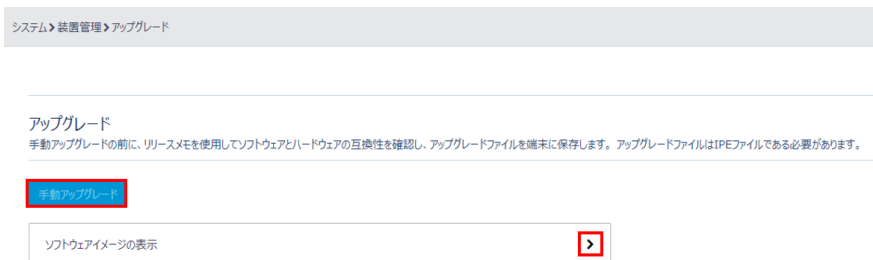 システム>装置管理>アップグレード
アップグレード
手動アップグレードの前に、リリースメモを使用してソフトウェアとハードウェアの互換性を確認し、アップグレードファイルを端末に保存します。アップグレードファイルはIPEファイルである必要があります。
手動アップグレード
ソフトウェアイメージの表示